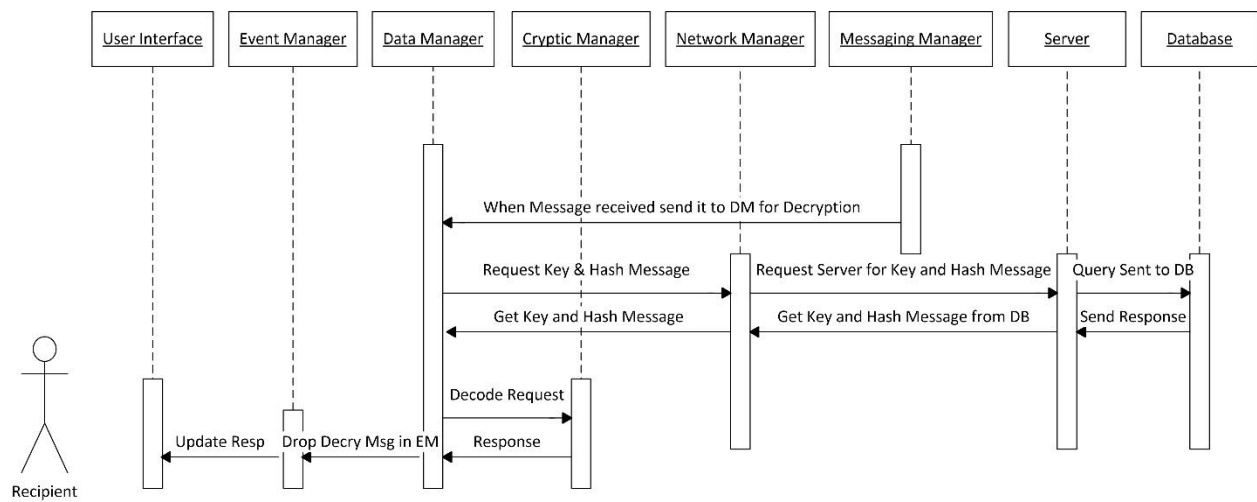 User Interface
Event Manager
Data Manager
Cryptic Manager
Network Manager
Messaging Manager
Server
Database
When Message received send it to DM for Decryption
Request Key & Hash Message
Request Server for Key and Hash Message
Query Sent to DB
Get Key and Hash Message
Get Key and Hash Message from DB
Send Response
Decode Request
Update Resp
Drop Decry Msg in EM
Response
Recipient